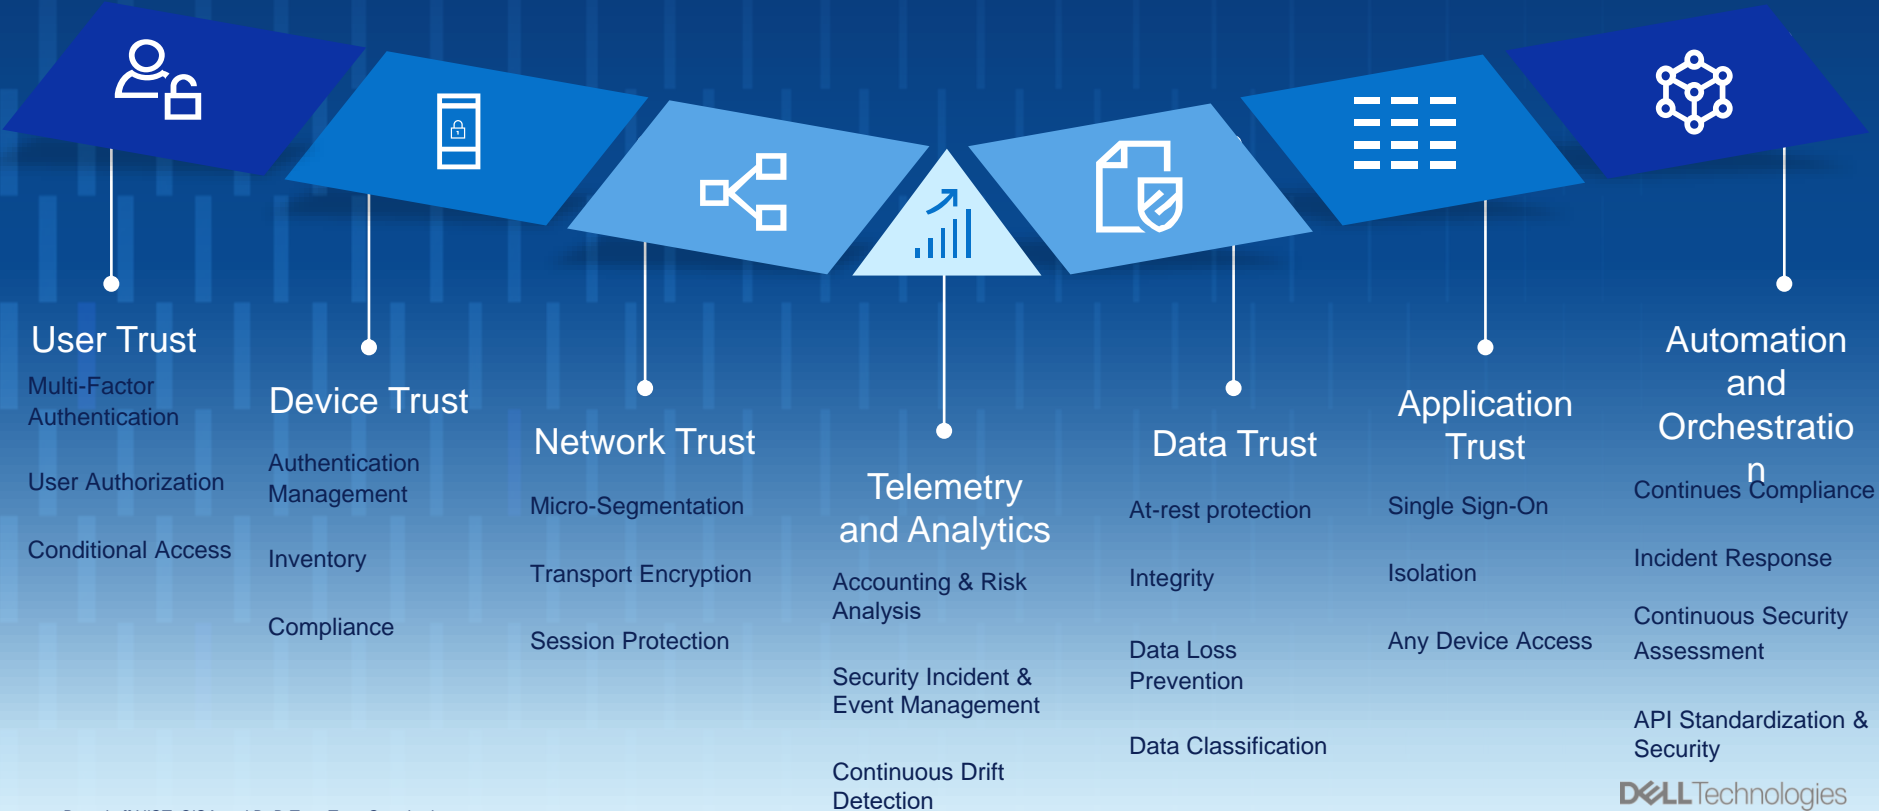 User Trust
Multi-Factor
Authentication
User Authorization
Conditional Access
Device Trust
Authentication
Management
Inventory
Compliance
Network Trust
Micro-Segmentation
Transport Encryption
Session Protection
Telemetry
and Analytics
Accounting & Risk
Analysis
Security Incident &
Event Management
Continuous Drift
Detection
Data Trust
At-rest protection
Integrity
Data Loss
Prevention
Data Classification
Application
Trust
Single Sign-On
Isolation
Any Device Access
Automation
and
Orchestratio
n
Continues Compliance
Incident Response
Continuous Security
Assessment
API Standardization &
Security
DELLTechnologies